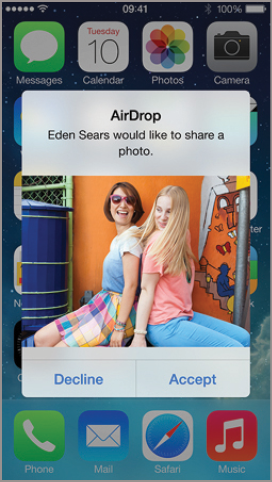 09:41
100%
Tuesday
10
Messages
Calendar
Photos
Camera
AirDrop
Eden Sears would like to share a
photo.
Decline
Accept
Phone
Mail
Safari
Music